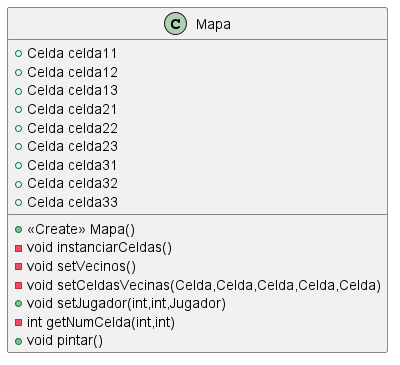 C Mapa
Celda celda11
Celda celda12
Celda celda13
Celda celda21
Celda celda22
Celda celda23
Celda celda31
Celda celda32
Celda celda33
«Create» Mapa()
void instanciarCeldas()
void setVecinos()
void setCeldasVecinas(Celda,Celda,Celda,Celda,Celda)
void setJugador(int,int,Jugador)
int getNumCelda(int,int)
void pintar()